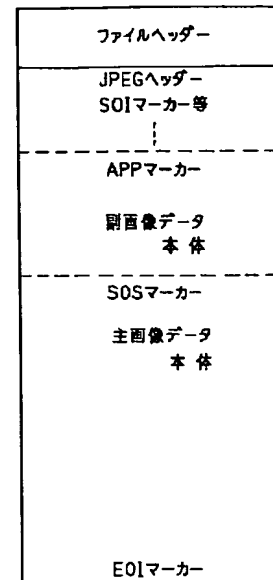 ファイルヘッダー
JPEGヘッダー
SOIマーカー等
APPマーカー
副画像データ
本体
SOSマーカー
主画像データ
本体
EOIマーカー